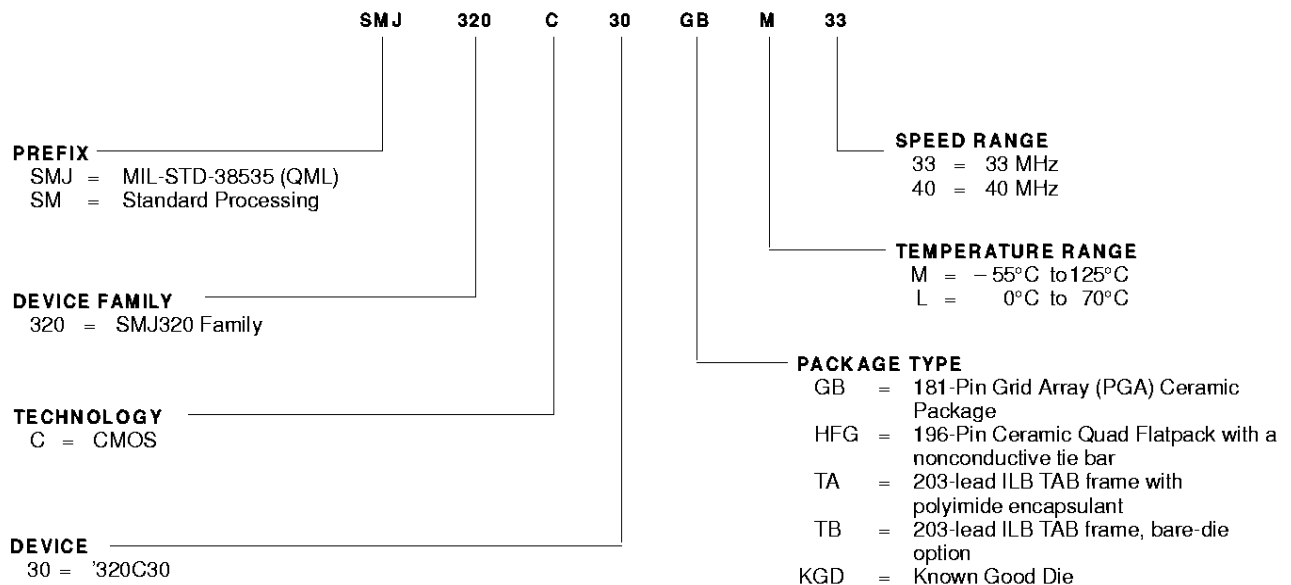 SMJ 320 C 30 GB M 33
PREFIX
SMJ = MIL-STD-38535 (QML)
SM = Standard Processing
DEVICE FAMILY
320 = SMJ320 Family
TECHNOLOGY
C = CMOS
DEVICE
30 = '320C30
SPEED RANGE
33 = 33 MHz
40 = 40 MHz
TEMPERATURE RANGE
M = – 55°C to 125°C
L = 0°C to 70°C
PACKAGE TYPE
GB = 181-Pin Grid Array (PGA) Ceramic
Package
HFG = 196-Pin Ceramic Quad Flatpack with a
nonconductive tie bar
TA = 203-lead ILB TAB frame with
polyimide encapsulant
TB = 203-lead ILB TAB frame, bare-die
option
KGD = Known Good Die